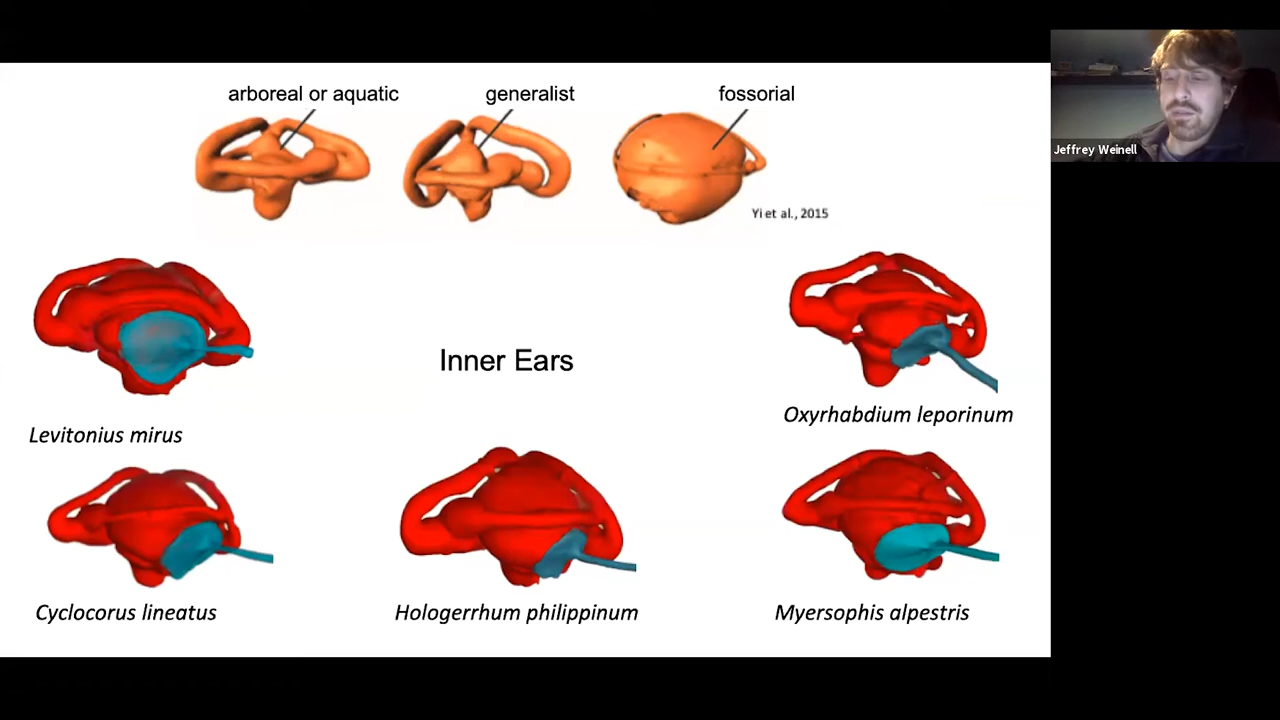 arboreal or aquatic
generalist
fossorial
Jeffrey Weinell
Yi et al., 2015
Inner Ears
Levitonius mirus
Oxyrhabdium leporinum
Cyclocorus lineatus
Hologerrhum philippinum
Myersophis alpestris